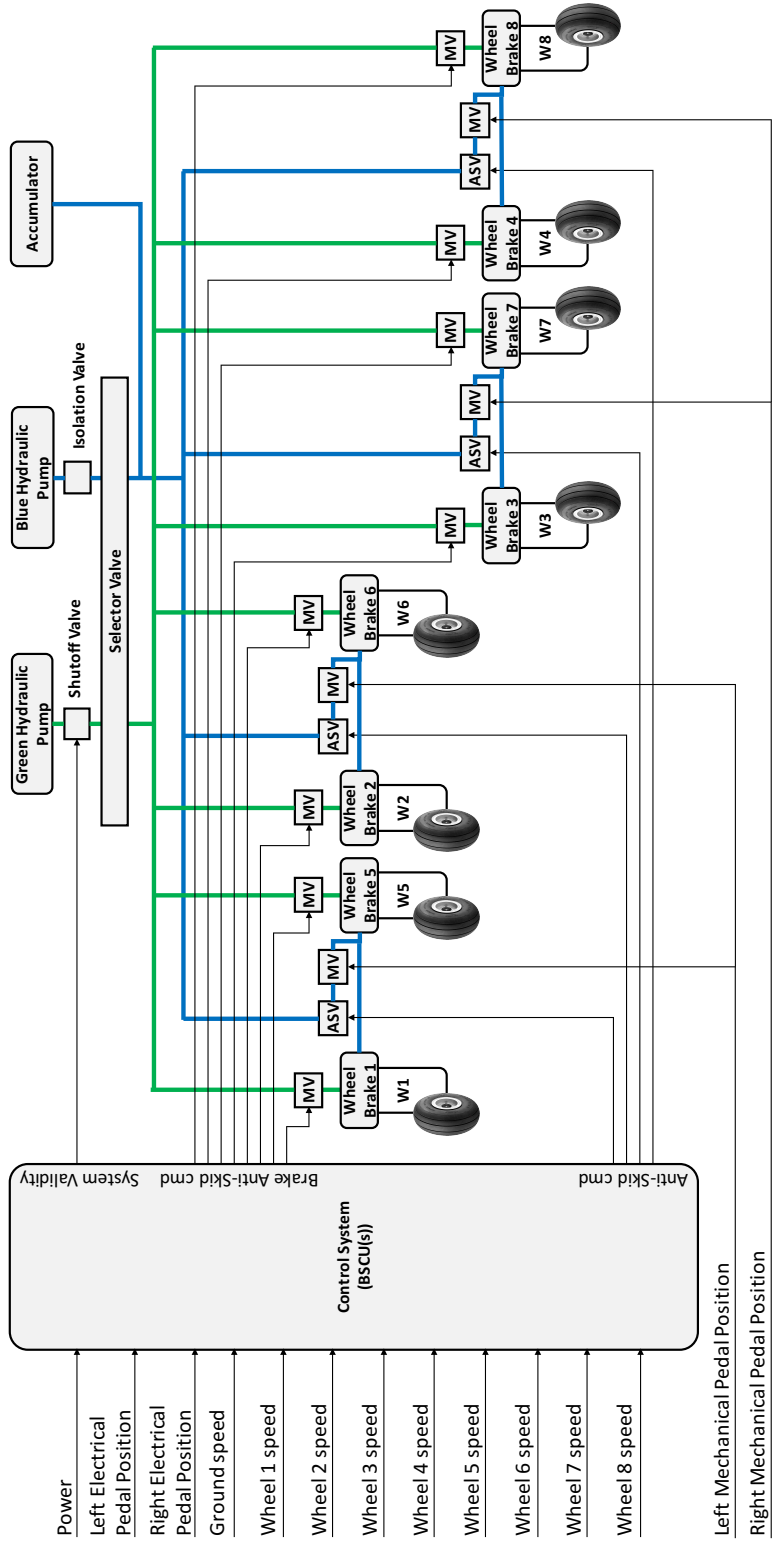 Power
Left Electrical
Pedal Position
Right Electrical
Pedal Position
Ground speed
Wheel 1 speed
Wheel 2 speed
Wheel 3 speed
Wheel 4 speed
Wheel 5 speed
Wheel 6 speed
Wheel 7 speed
Wheel 8 speed
Left Mechanical Pedal Position
Right Mechanical Pedal Position
Control System
(BSCU(s))
System Validity
Brake Anti-Skid cmd
Anti-Skid cmd
Green Hydraulic
Pump
Shutoff Valve
Blue Hydraulic
Pump
Isolation Valve
Accumulator
Selector Valve
MV
MV
MV
MV
MV
MV
MV
MV
ASV
MV
ASV
MV
ASV
MV
ASV
MV
Wheel
Brake 1
Wheel
Brake 5
Wheel
Brake 2
Wheel
Brake 6
Wheel
Brake 3
Wheel
Brake 7
Wheel
Brake 4
Wheel
Brake 8
W1
W5
W2
W6
W3
W7
W4
W8